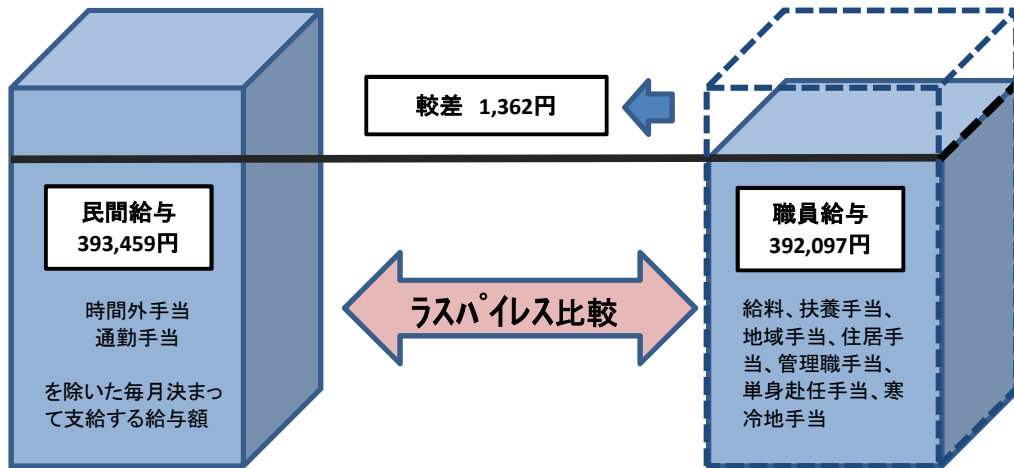 較差 1,362円
民間給与
393,459円
時間外手当
通勤手当
を除いた毎月決まっ
て支給する給与額
ラスパイレス比較
職員給与
392,097円
給料、扶養手当、
地域手当、住居手
当、管理職手当、
単身赴任手当、寒
冷地手当